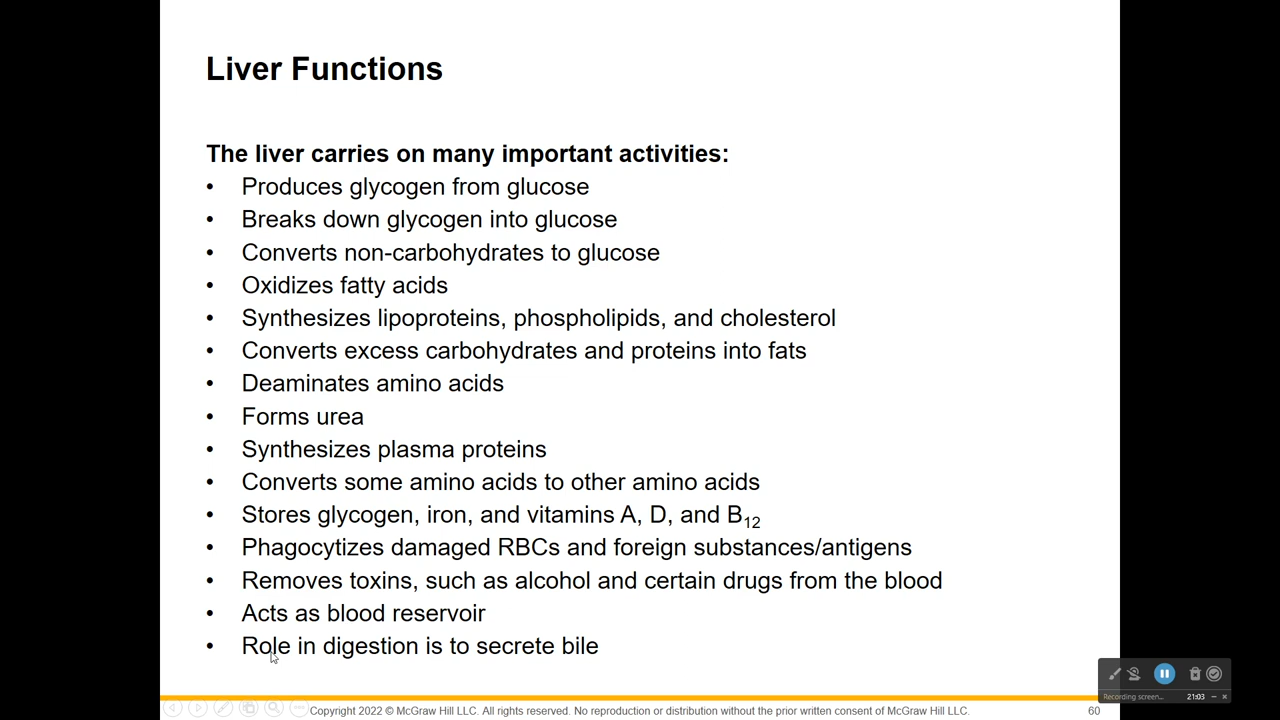 Liver Functions
The liver carries on many important activities:
• Produces glycogen from glucose
• Breaks down glycogen into glucose
• Converts non-carbohydrates to glucose
• Oxidizes fatty acids
• Synthesizes lipoproteins, phospholipids, and cholesterol
• Converts excess carbohydrates and proteins into fats
• Deaminates amino acids
• Forms urea
• Synthesizes plasma proteins
• Converts some amino acids to other amino acids
• Stores glycogen, iron, and vitamins A, D, and B₁₂
• Phagocytizes damaged RBCs and foreign substances/antigens
• Removes toxins, such as alcohol and certain drugs from the blood
• Acts as blood reservoir
• Role in digestion is to secrete bile
Recording screen... 21:03
Copyright 2022 © McGraw Hill LLC. All rights reserved. No reproduction or distribution without the prior written consent of McGraw Hill LLC. 60